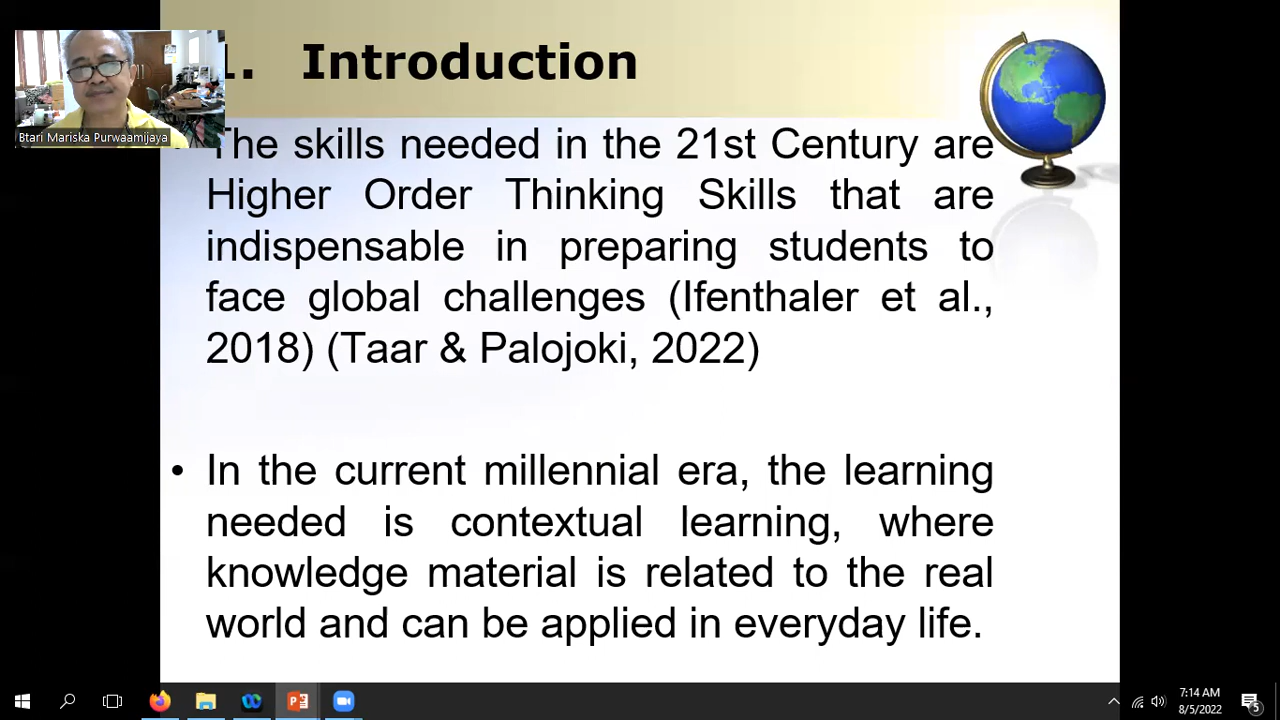 1. Introduction
Btari Mariska Purwaamijaya
The skills needed in the 21st Century are
Higher Order Thinking Skills that are
indispensable in preparing students to
face global challenges (Ifenthaler et al.,
2018) (Taar & Palojoki, 2022)
• In the current millennial era, the learning
needed is contextual learning, where
knowledge material is related to the real
world and can be applied in everyday life.
7:14 AM
8/5/2022
5